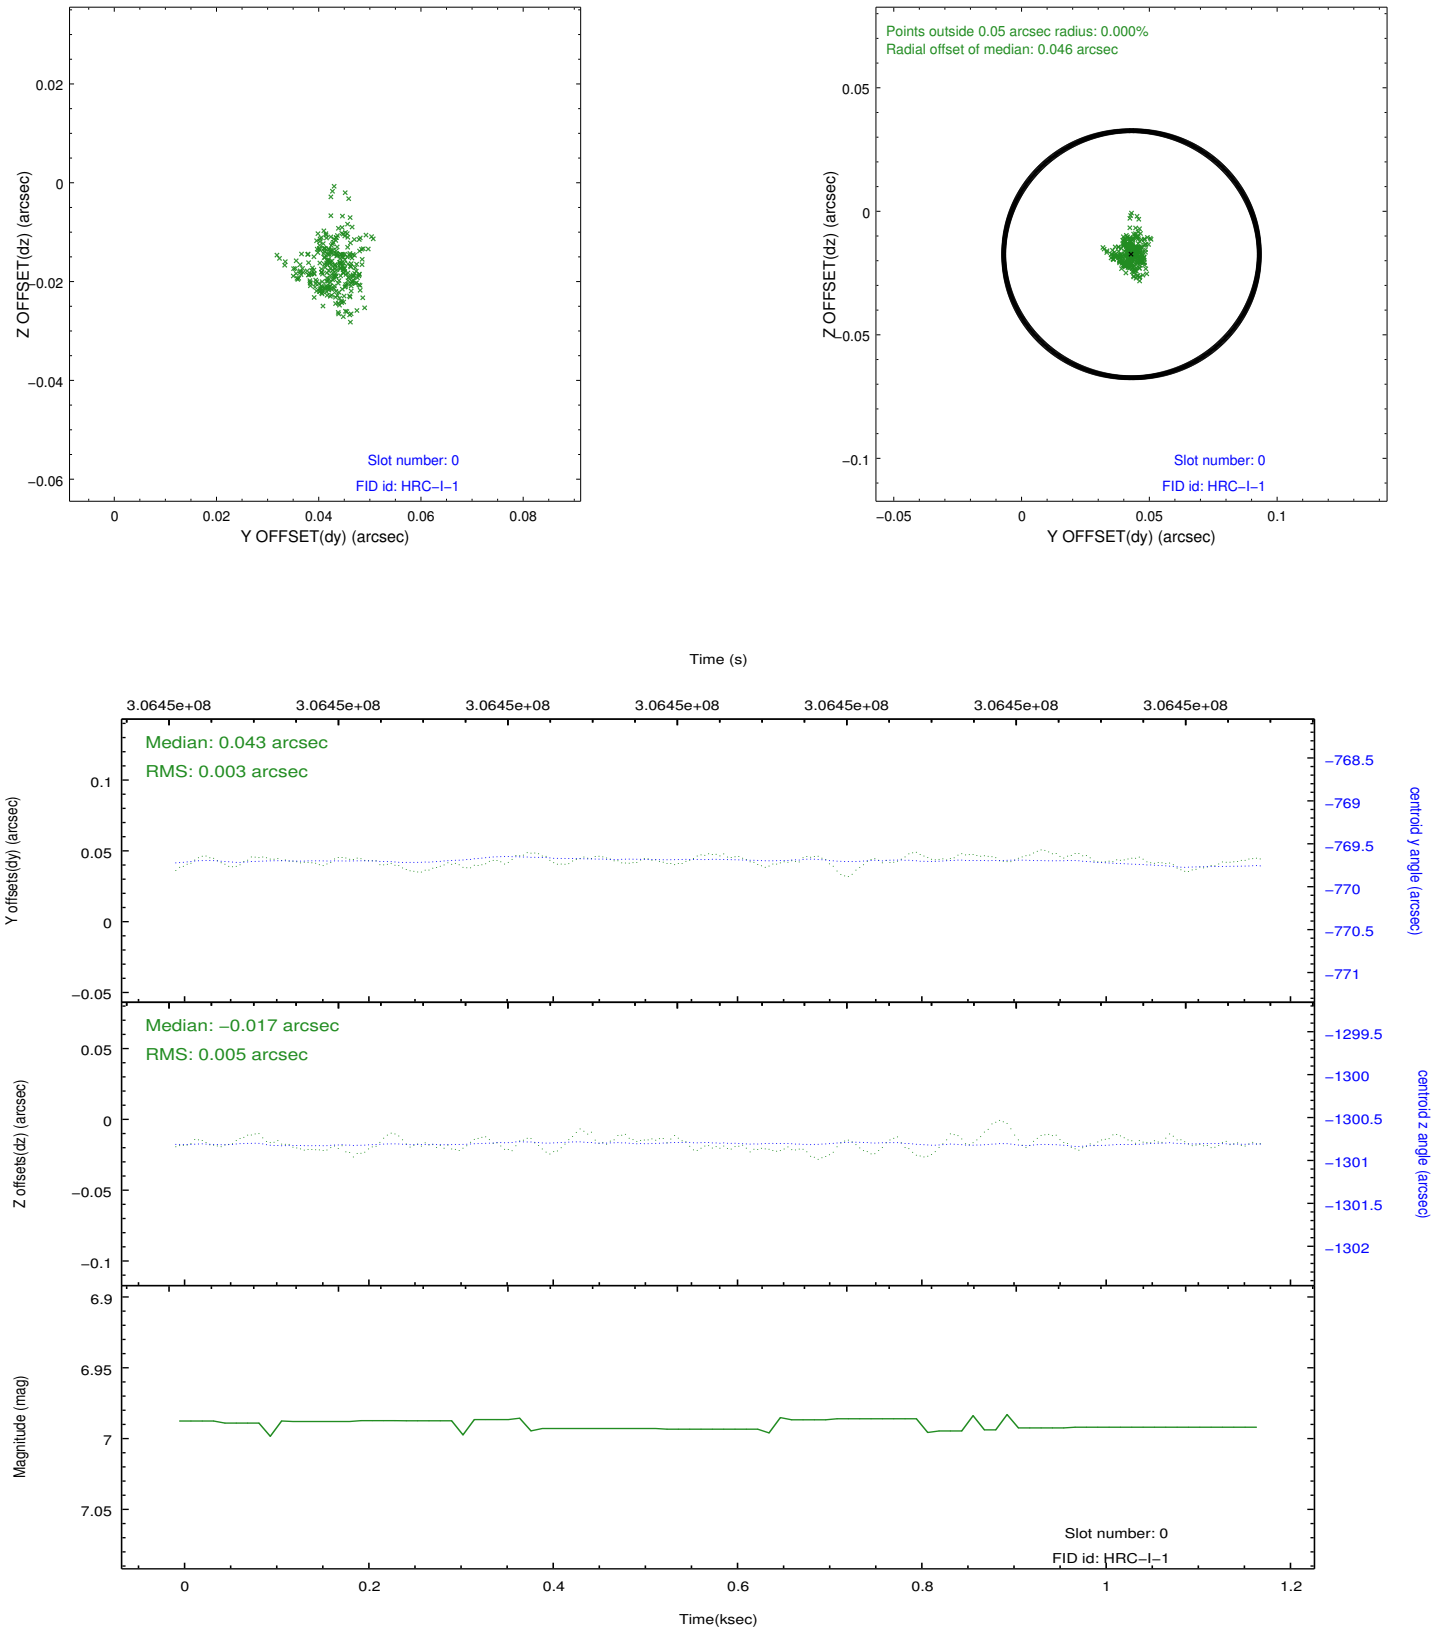 0.02
0
−0.02
−0.04
−0.06
Z OFFSET(dz) (arcsec)
Slot number: 0
FID id: HRC−I−1
0
0.02
0.04
0.06
0.08
Y OFFSET(dy) (arcsec)
Points outside 0.05 arcsec radius: 0.000%
Radial offset of median: 0.046 arcsec
0.05
0
−0.05
−0.1
Z OFFSET(dz) (arcsec)
Slot number: 0
FID id: HRC−I−1
−0.05
0
0.05
0.1
Y OFFSET(dy) (arcsec)
Time (s)
3.0645e+08
3.0645e+08
3.0645e+08
3.0645e+08
3.0645e+08
3.0645e+08
3.0645e+08
Median: 0.043 arcsec
RMS: 0.003 arcsec
0.1
0.05
0
−0.05
Y offsets(dy) (arcsec)
−768.5
−769
−769.5
−770
−770.5
−771
centroid y angle (arcsec)
Median: −0.017 arcsec
RMS: 0.005 arcsec
0.05
0
−0.05
−0.1
Z offsets(dz) (arcsec)
−1299.5
−1300
−1300.5
−1301
−1301.5
−1302
centroid z angle (arcsec)
6.9
6.95
7
7.05
Magnitude (mag)
Slot number: 0
FID id: HRC−I−1
0
0.2
0.4
0.6
0.8
1
1.2
Time(ksec)